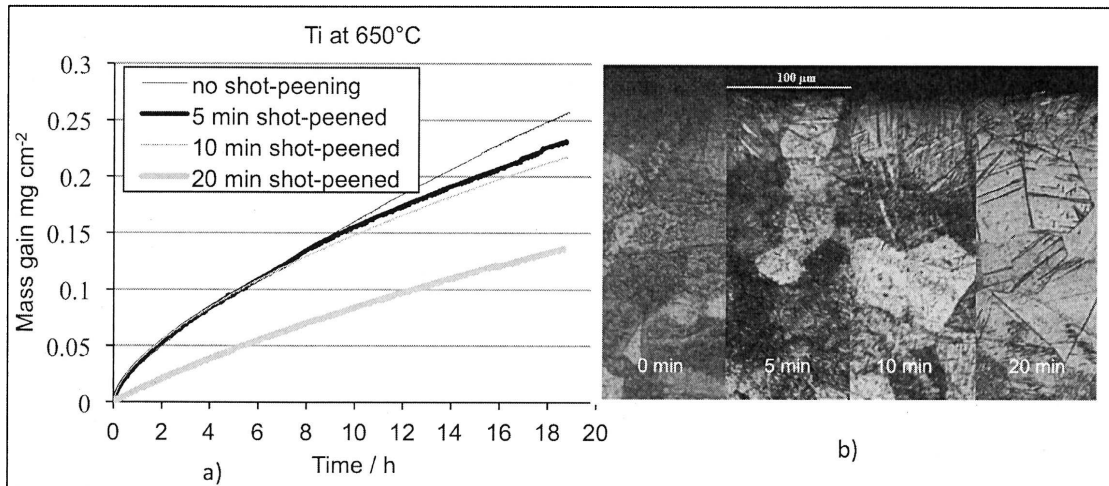 Ti at 650°C
0.3
0.25
0.2
0.15
0.1
0.05
0
no shot-peening
5 min shot-peened
10 min shot-peened
20 min shot-peened
Mass gain mg cm⁻²
0 2 4 6 8 10 12 14 16 18 20
Time / h
a)
100 µm
0 min 5 min 10 min 20 min
b)